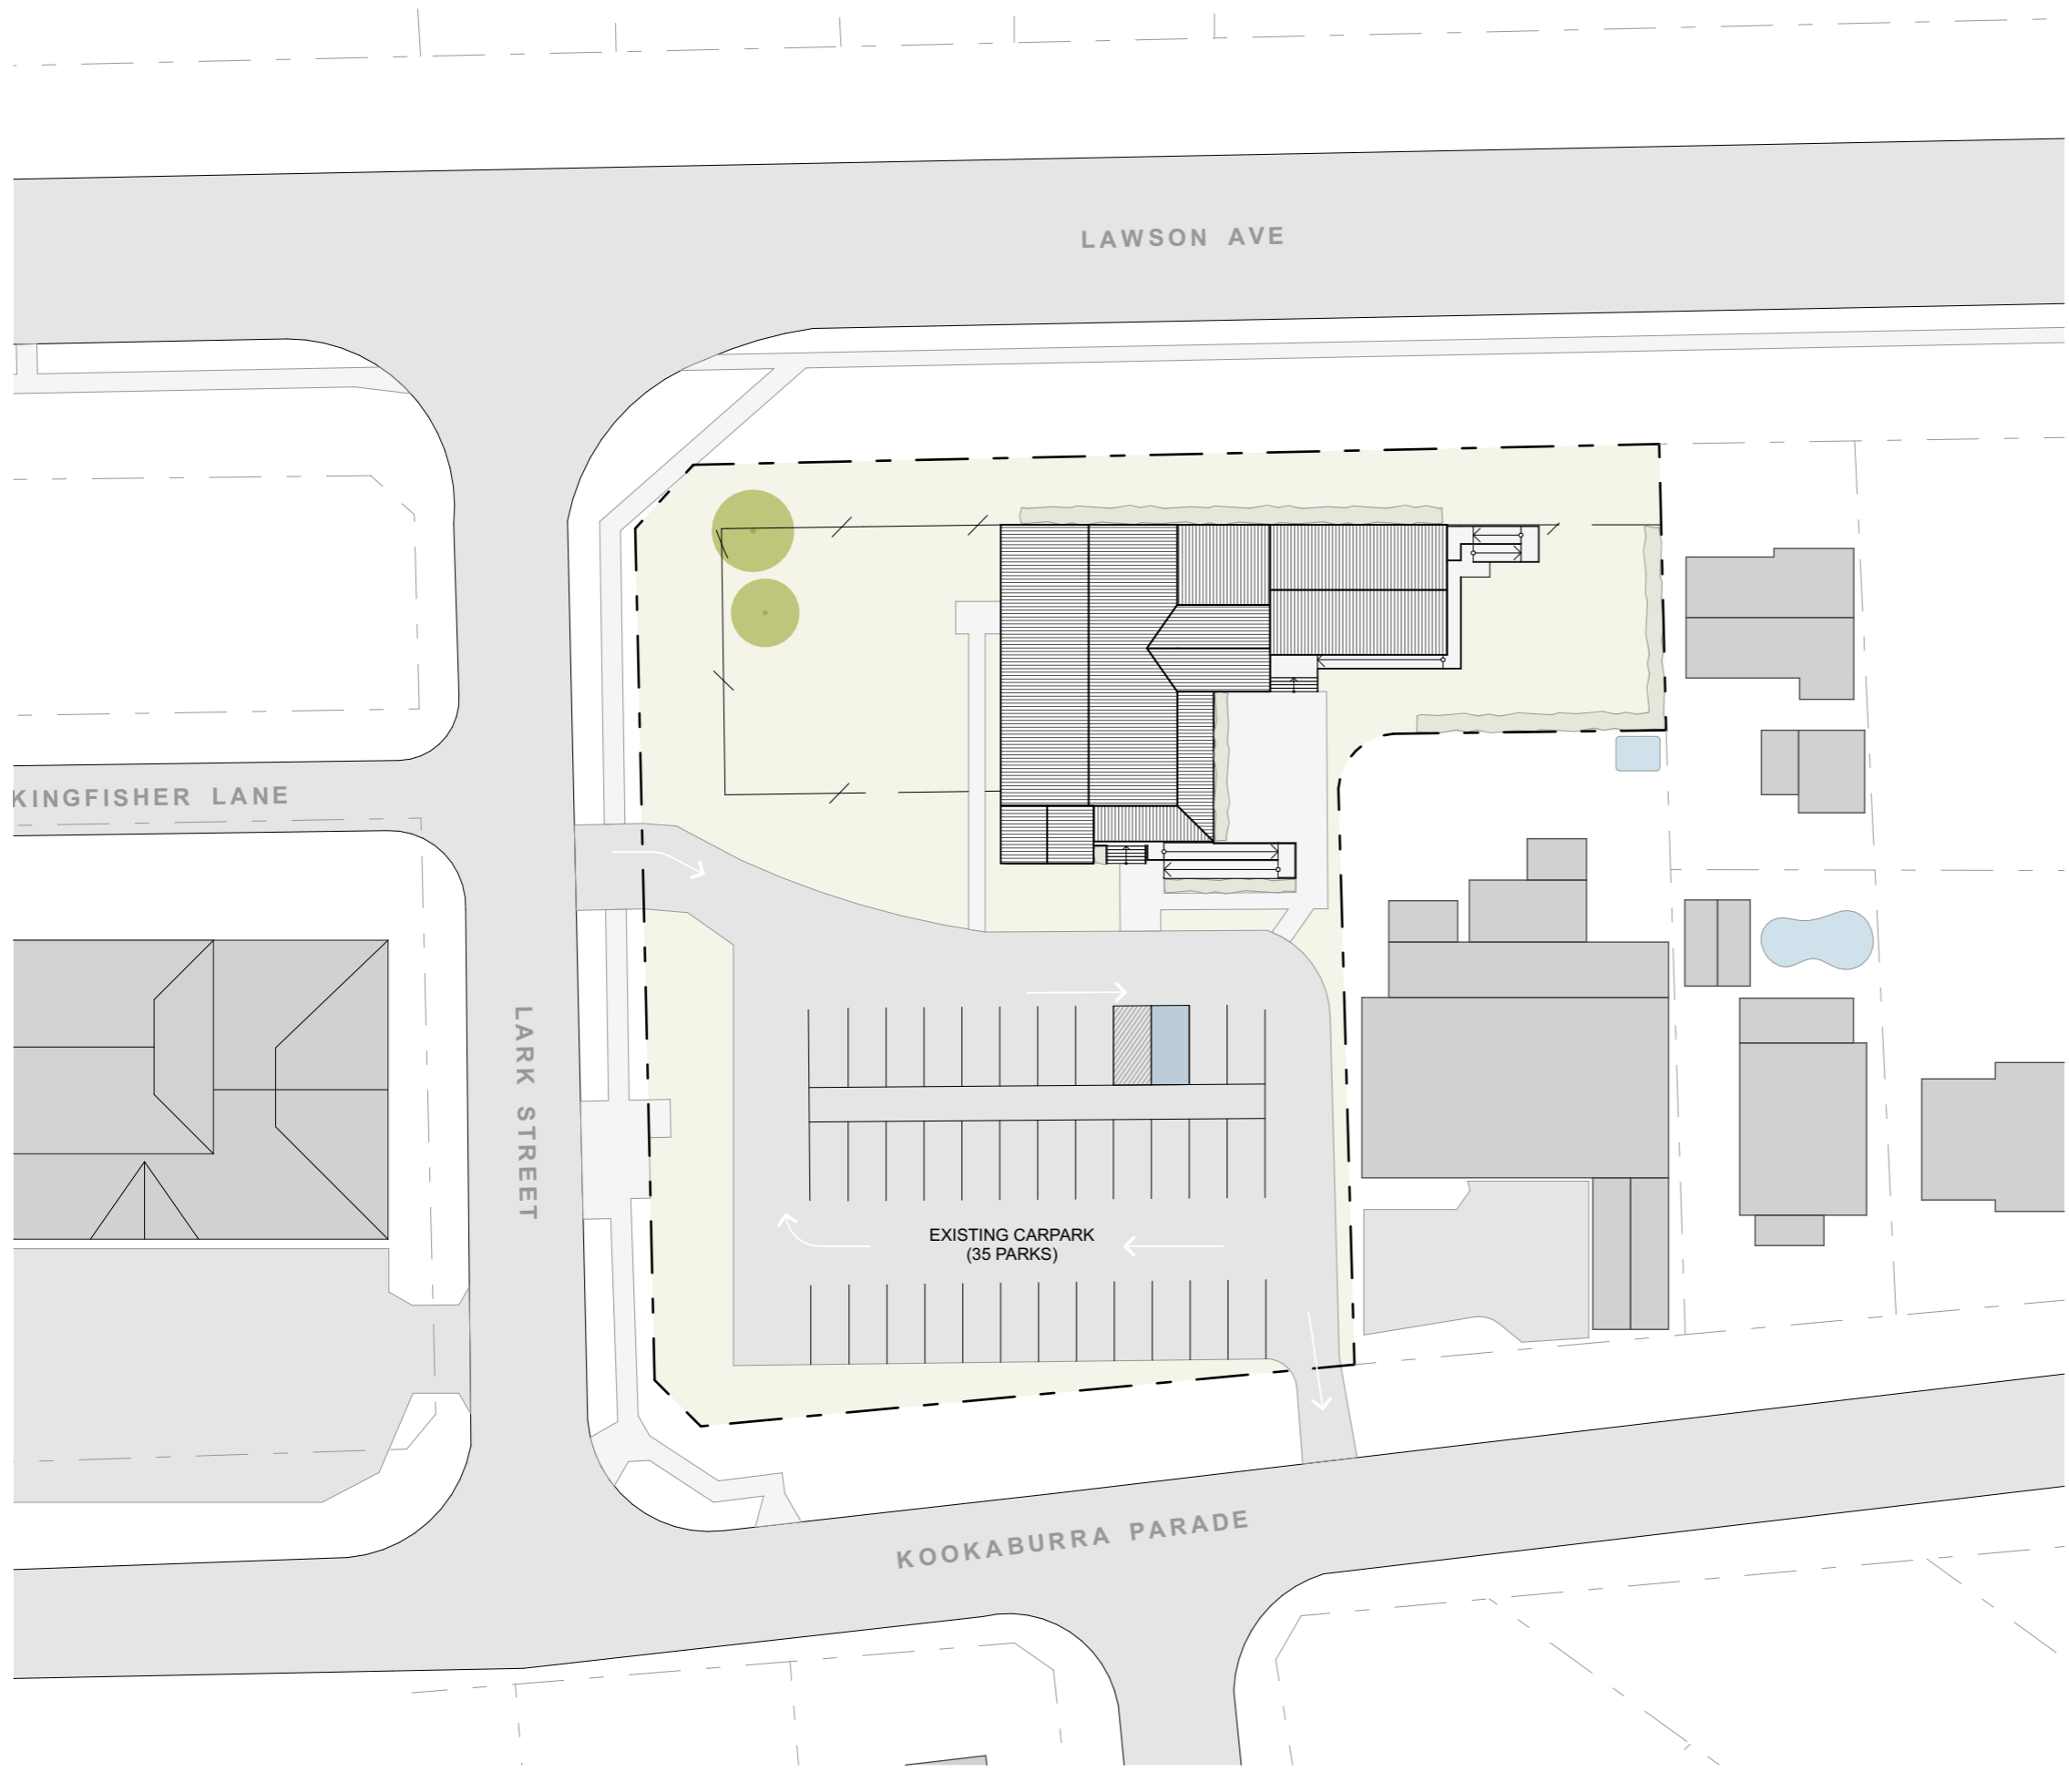 LAWSON AVE
KINGFISHER LANE
LARK STREET
EXISTING CARPARK
(35 PARKS)
KOOKABURRA PARADE